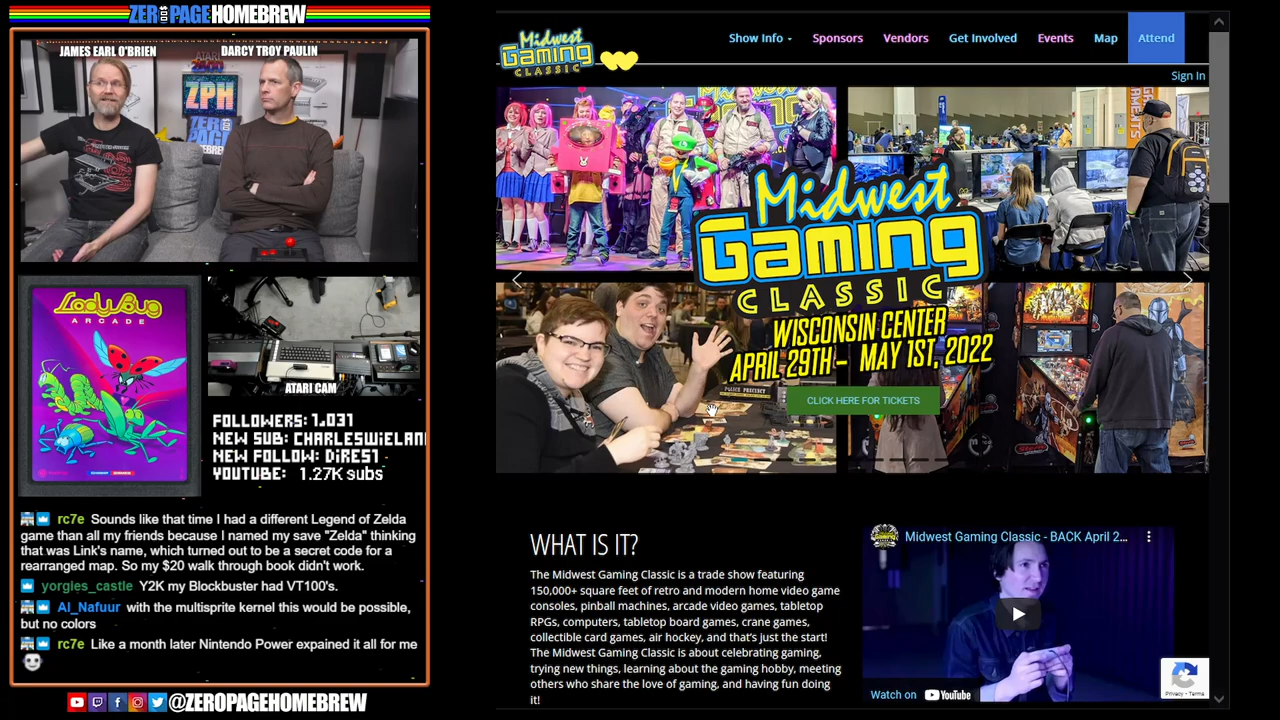 ZEROPAGEHOMEBREW
JAMES EARL O'BRIEN
DARCY TROY PAULIN
ATARI 2600
ZPH
LadyBug
ARCADE
ATARI CAM
FOLLOWERS: 1,031
NEW SUB: CHARLESWIELAN
NEW FOLLOW: DIREST
YOUTUBE: 1.27K subs
rc7e Sounds like that time I had a different Legend of Zelda
game than all my friends because I named my save "Zelda" thinking
that was Link's name, which turned out to be a secret code for a
rearranged map. So my $20 walk through book didn't work.
yorgies_castle Y2K my Blockbuster had VT100's.
Al_Nafuur with the multisprite kernel this would be possible,
but no colors
rc7e Like a month later Nintendo Power expained it all for me
@ZEROPAGEHOMEBREW
Midwest
Gaming
CLASSIC
Show Info
Sponsors
Vendors
Get Involved
Events
Map
Attend
Sign In
Midwest
Gaming
CLASSIC
WISCONSIN CENTER
APRIL 29TH - MAY 1ST, 2022
POLICE PRECINCT
CLICK HERE FOR TICKETS
WHAT IS IT?
The Midwest Gaming Classic is a trade show featuring
150,000+ square feet of retro and modern home video game
consoles, pinball machines, arcade video games, tabletop
RPGs, computers, tabletop board games, crane games,
collectible card games, air hockey, and that's just the start!
The Midwest Gaming Classic is about celebrating gaming,
trying new things, learning about the gaming hobby, meeting
others who share the love of gaming, and having fun doing
it!
Midwest Gaming Classic - BACK April 2...
Watch on YouTube
Privacy - Terms